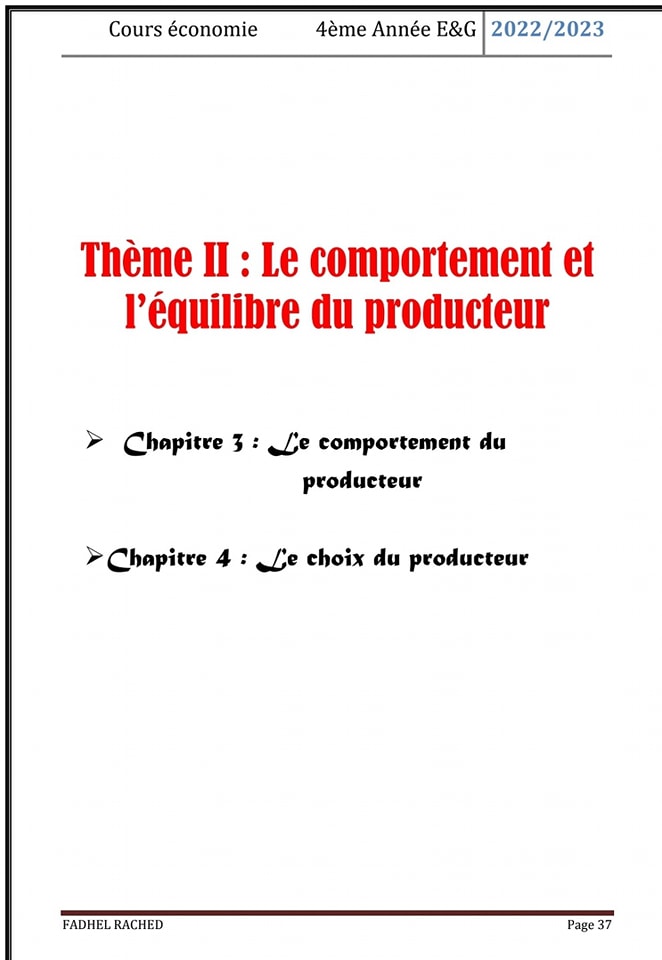 Cours économie 4ème Année E&G 2022/2023
Thème II : Le comportement et
l’équilibre du producteur
➢ Chapitre 3 : Le comportement du
producteur
➢ Chapitre 4 : Le choix du producteur
FADHEL RACHED Page 37